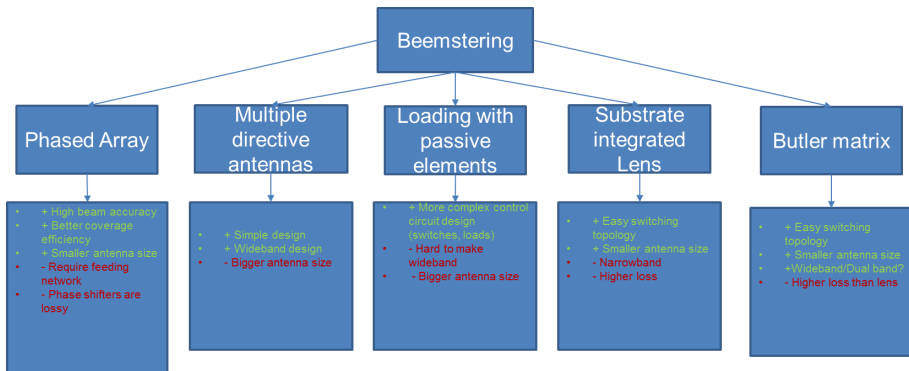 Beemstering
Phased Array
Multiple
directive
antennas
Loading with
passive
elements
Substrate
integrated
Lens
Butler matrix
• + High beam accuracy
• + Better coverage
efficiency
• + Smaller antenna size
• - Require feeding
network
• - Phase shifters are
lossy
• + Simple design
• + Wideband design
• - Bigger antenna size
• + More complex control
circuit design
(switches, loads)
• - Hard to make
wideband
• - Bigger antenna size
• + Easy switching
topology
• + Smaller antenna size
• - Narrowband
• - Higher loss
• + Easy switching
topology
• + Smaller antenna size
• +Wideband/Dual band?
• - Higher loss than lens